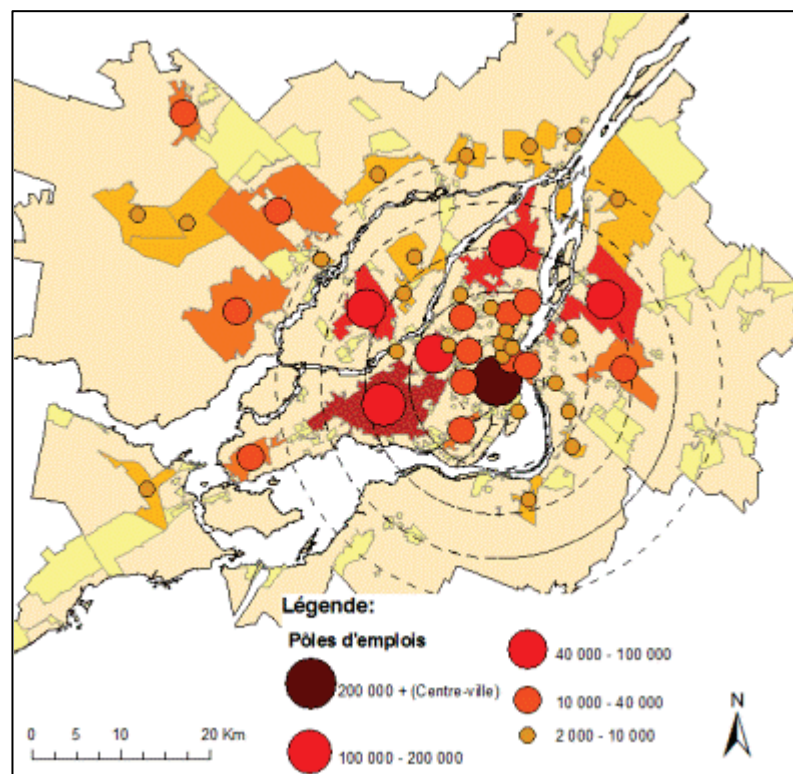 Légende:
Pôles d'emplois
200 000 + (Centre-ville)
100 000 - 200 000
40 000 - 100 000
10 000 - 40 000
2 000 - 10 000
N
0 5 10 20 Km